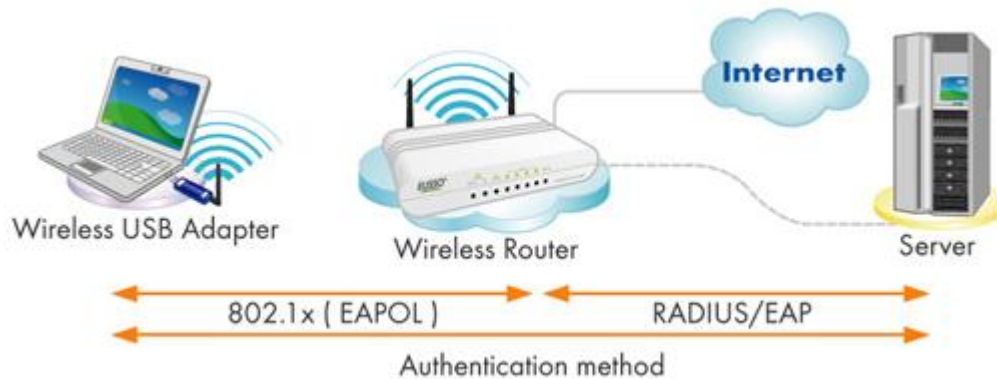 Internet
Wireless USB Adapter
Wireless Router
Server
802.1x ( EAPOL )
RADIUS/EAP
Authentication method